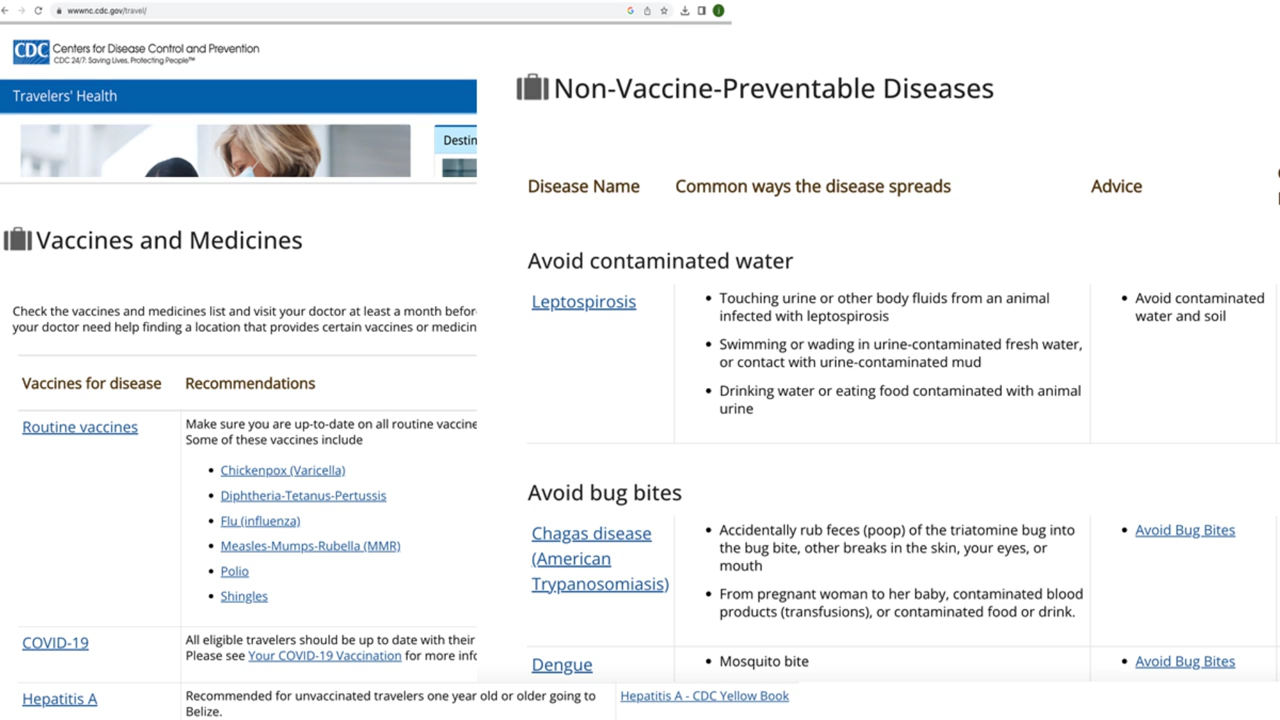 wwwnc.cdc.gov/travel/
CDC Centers for Disease Control and Prevention
CDC 24/7: Saving Lives, Protecting People™
Travelers' Health
Destin
Vaccines and Medicines
Check the vaccines and medicines list and visit your doctor at least a month befor
your doctor need help finding a location that provides certain vaccines or medicin
Vaccines for disease Recommendations
Routine vaccines
Make sure you are up-to-date on all routine vaccine
Some of these vaccines include
• Chickenpox (Varicella)
• Diphtheria-Tetanus-Pertussis
• Flu (influenza)
• Measles-Mumps-Rubella (MMR)
• Polio
• Shingles
COVID-19
All eligible travelers should be up to date with their
Please see Your COVID-19 Vaccination for more info
Hepatitis A
Recommended for unvaccinated travelers one year old or older going to
Belize.
Hepatitis A - CDC Yellow Book
Non-Vaccine-Preventable Diseases
Disease Name Common ways the disease spreads Advice
Avoid contaminated water
Leptospirosis
• Touching urine or other body fluids from an animal
infected with leptospirosis
• Swimming or wading in urine-contaminated fresh water,
or contact with urine-contaminated mud
• Drinking water or eating food contaminated with animal
urine
• Avoid contaminated
water and soil
Avoid bug bites
Chagas disease
(American
Trypanosomiasis)
• Accidentally rub feces (poop) of the triatomine bug into
the bug bite, other breaks in the skin, your eyes, or
mouth
• From pregnant woman to her baby, contaminated blood
products (transfusions), or contaminated food or drink.
• Avoid Bug Bites
Dengue
• Mosquito bite
• Avoid Bug Bites